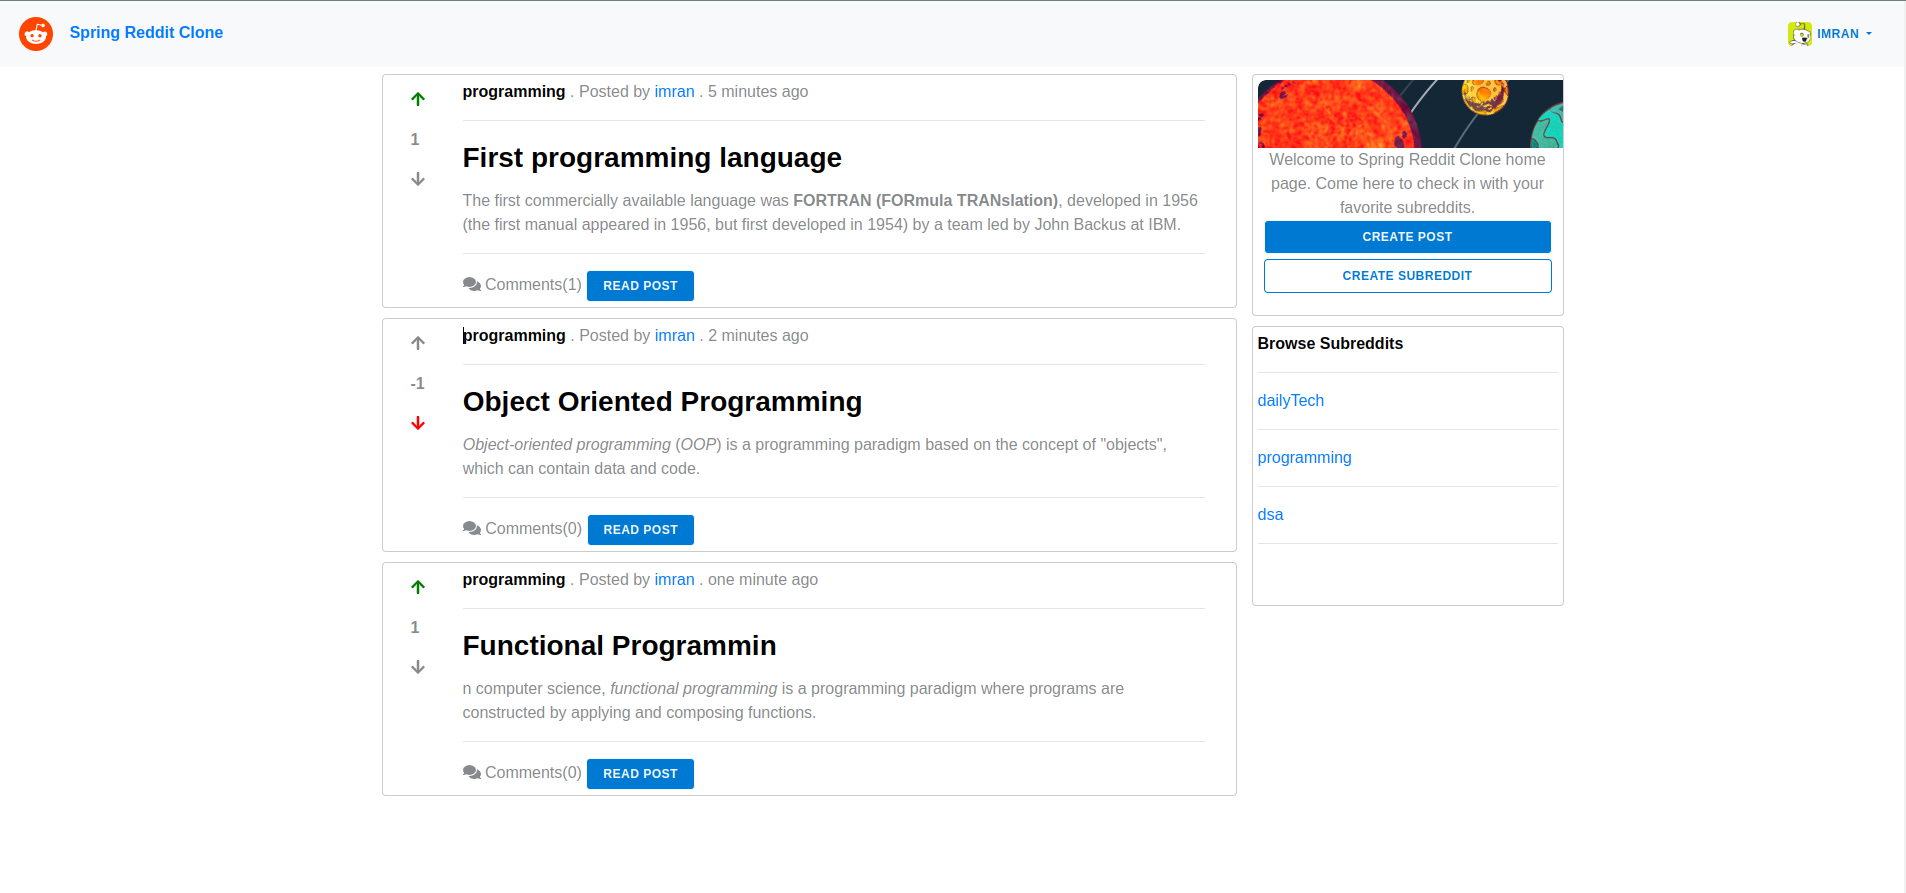 Spring Reddit Clone
IMRAN
programming . Posted by imran . 5 minutes ago
1
First programming language
The first commercially available language was FORTRAN (FORmula TRANslation), developed in 1956
(the first manual appeared in 1956, but first developed in 1954) by a team led by John Backus at IBM.
Comments(1) READ POST
programming . Posted by imran . 2 minutes ago
-1
Object Oriented Programming
Object-oriented programming (OOP) is a programming paradigm based on the concept of "objects",
which can contain data and code.
Comments(0) READ POST
programming . Posted by imran . one minute ago
1
Functional Programmin
n computer science, functional programming is a programming paradigm where programs are
constructed by applying and composing functions.
Comments(0) READ POST
Welcome to Spring Reddit Clone home
page. Come here to check in with your
favorite subreddits.
CREATE POST
CREATE SUBREDDIT
Browse Subreddits
dailyTech
programming
dsa